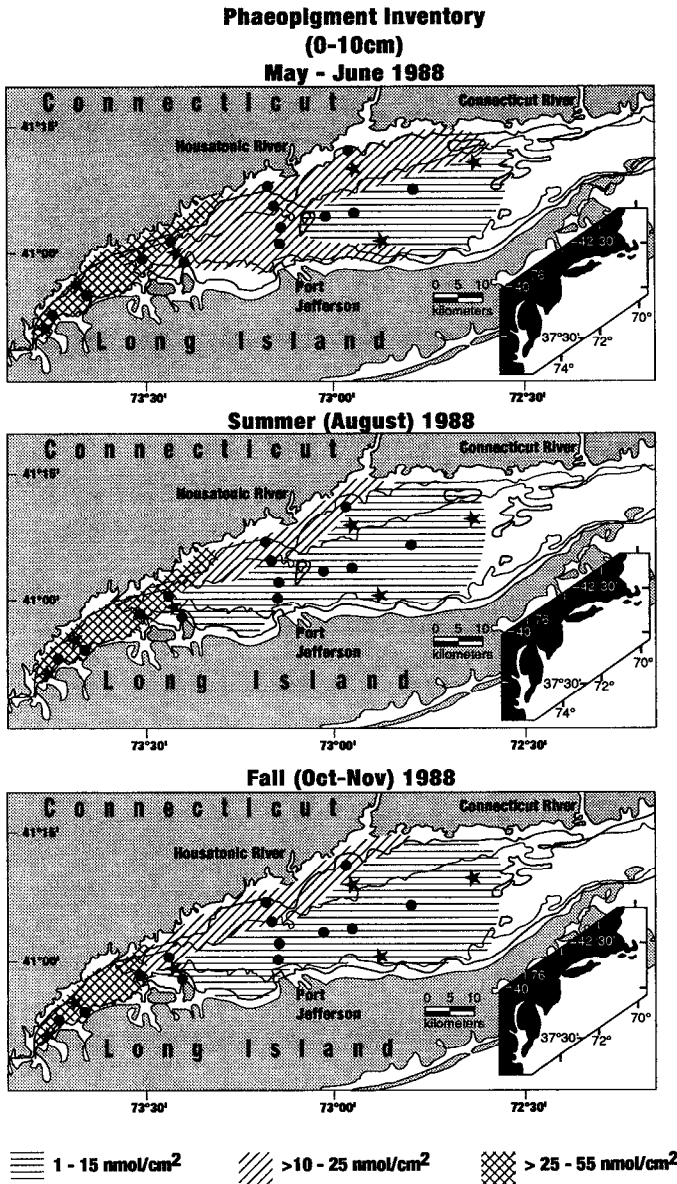 Phaeopigment Inventory
(0-10cm)
May - June 1988
Connecticut
Connecticut River
41°15'
Housatonic River
41°00'
Port
Jefferson
0 5 10
kilometers
Long Island
42 30'
76
40
70°
37°30'
72°
74°
73°30'
73°00'
72°30'
Summer (August) 1988
Connecticut
Connecticut River
41°15'
Housatonic River
41°00'
Port
Jefferson
0 5 10
kilometers
Long Island
42 30'
76
40
70°
37°30'
72°
74°
73°30'
73°00'
72°30'
Fall (Oct-Nov) 1988
Connecticut
Connecticut River
41°15'
Housatonic River
41°00'
Port
Jefferson
0 5 10
kilometers
Long Island
42 30'
76
40
70°
37°30'
72°
74°
73°30'
73°00'
72°30'
1 - 15 nmol/cm²
>10 - 25 nmol/cm²
> 25 - 55 nmol/cm²